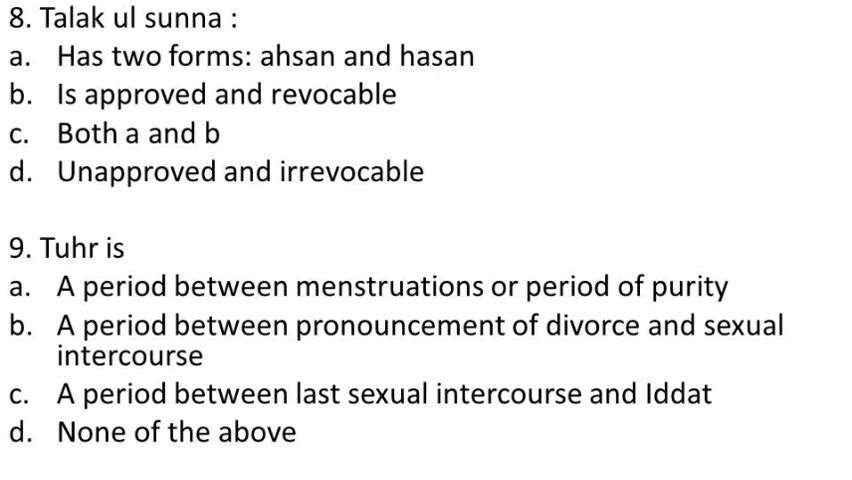 8. Talak ul sunna :
a. Has two forms: ahsan and hasan
b. Is approved and revocable
c. Both a and b
d. Unapproved and irrevocable
9. Tuhr is
a. A period between menstruations or period of purity
b. A period between pronouncement of divorce and sexual
intercourse
c. A period between last sexual intercourse and Iddat
d. None of the above